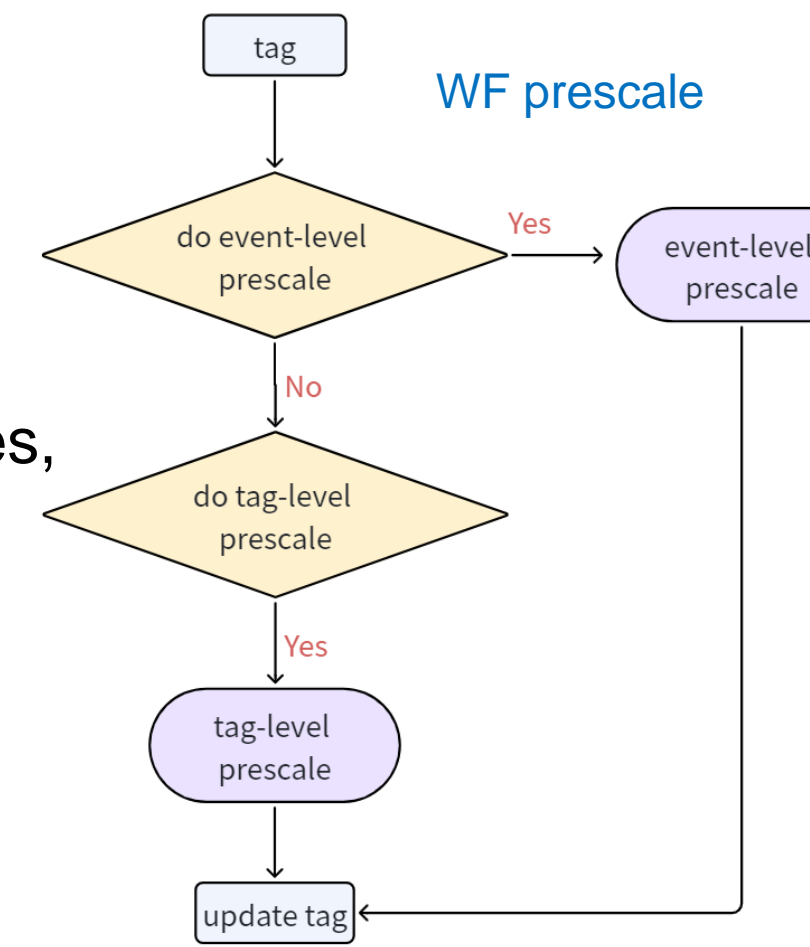 tag
WF prescale
do event-level
prescale
Yes
event-level
prescale
No
es,
do tag-level
prescale
Yes
tag-level
prescale
update tag